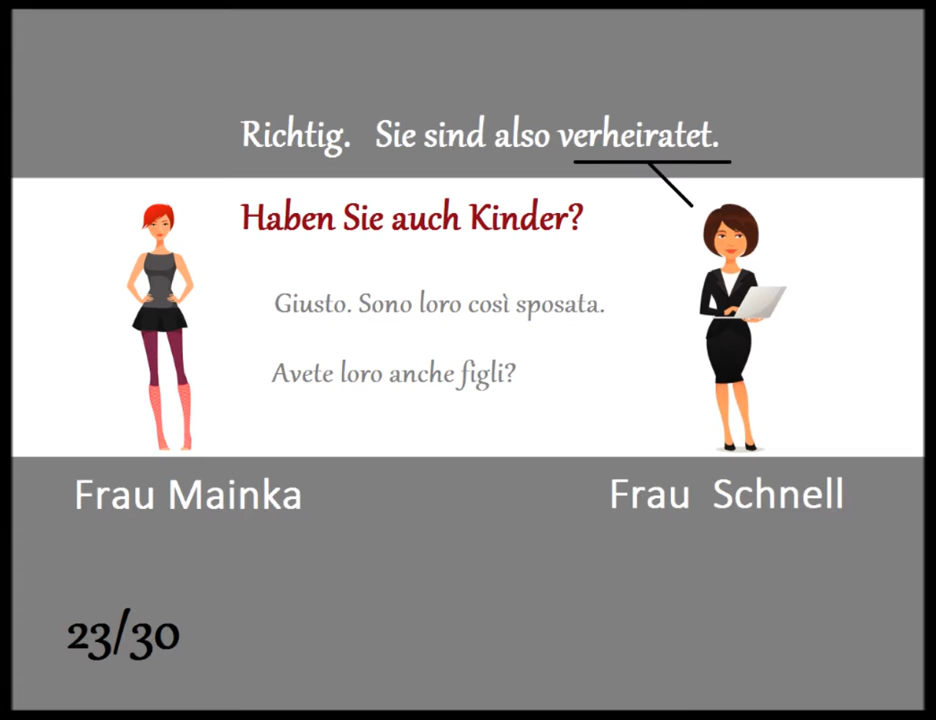 Richtig. Sie sind also verheiratet.
Haben Sie auch Kinder?
Giusto. Sono loro così sposata.
Avete loro anche figli?
Frau Mainka
Frau Schnell
23/30